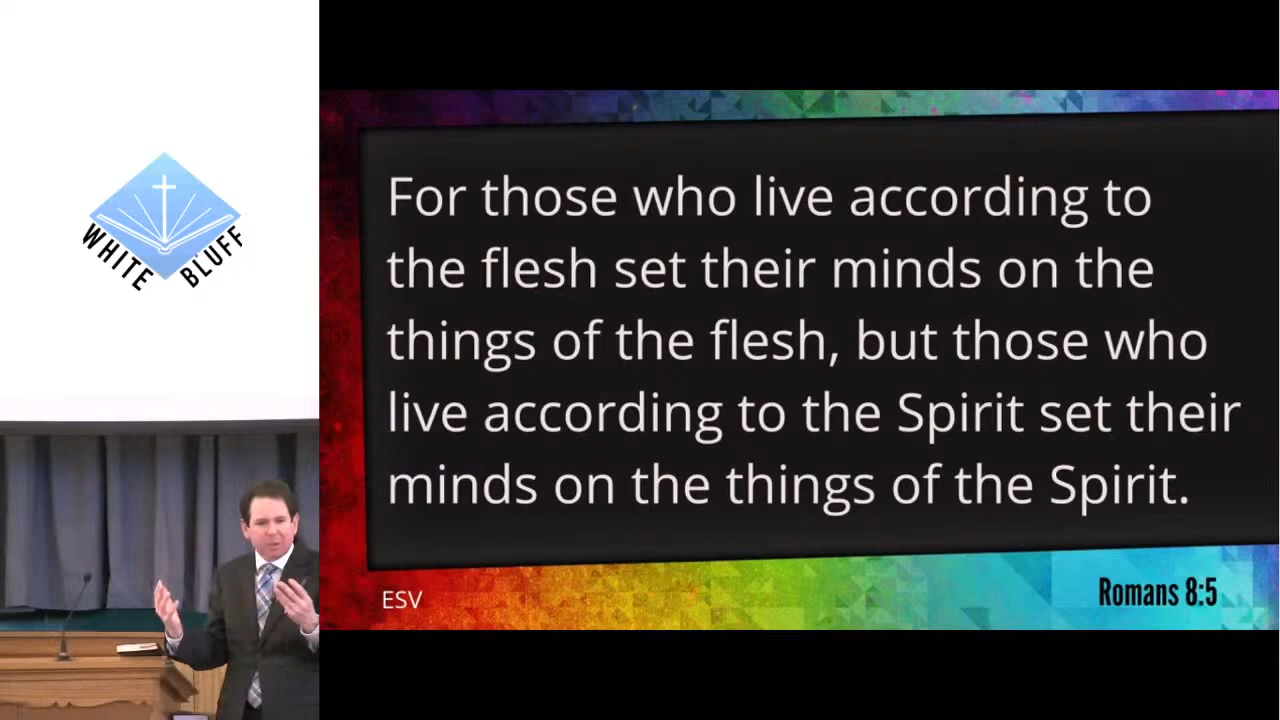 WHITE BLUFF
For those who live according to
the flesh set their minds on the
things of the flesh, but those who
live according to the Spirit set their
minds on the things of the Spirit.
ESV
Romans 8:5